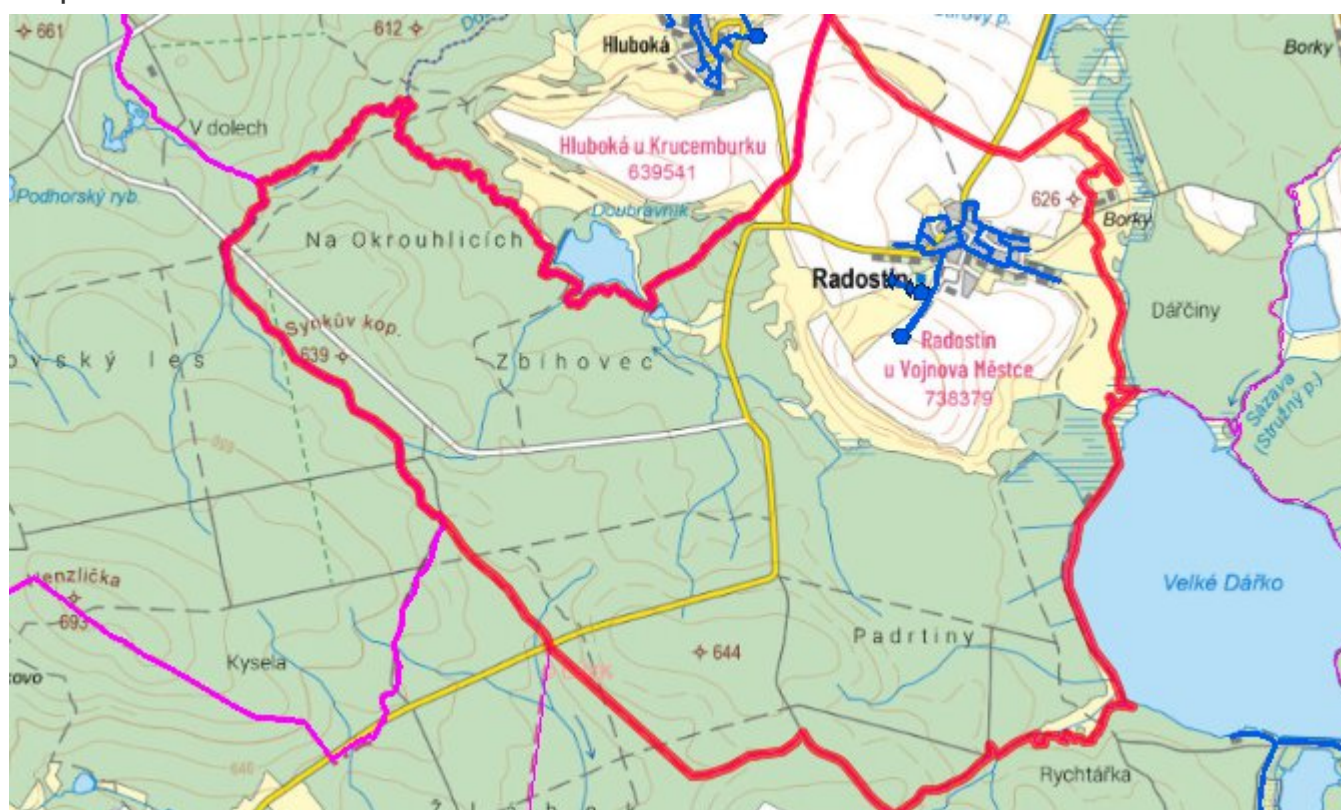 661
612
Hluboká
Borky
V dolech
Hluboká u Krucemburku
639541
Podhorský ryb.
Doubravník
626
Borky
Na Okrouhlicích
Radostín
Dářčiny
Synkův kop.
639
Zbihovec
Radostín
u Vojnova Městce
738379
Sázava
(Stružný p.)
Henzlička
693
Velké Dářko
Padrtiny
644
Kysela
Rychtářka